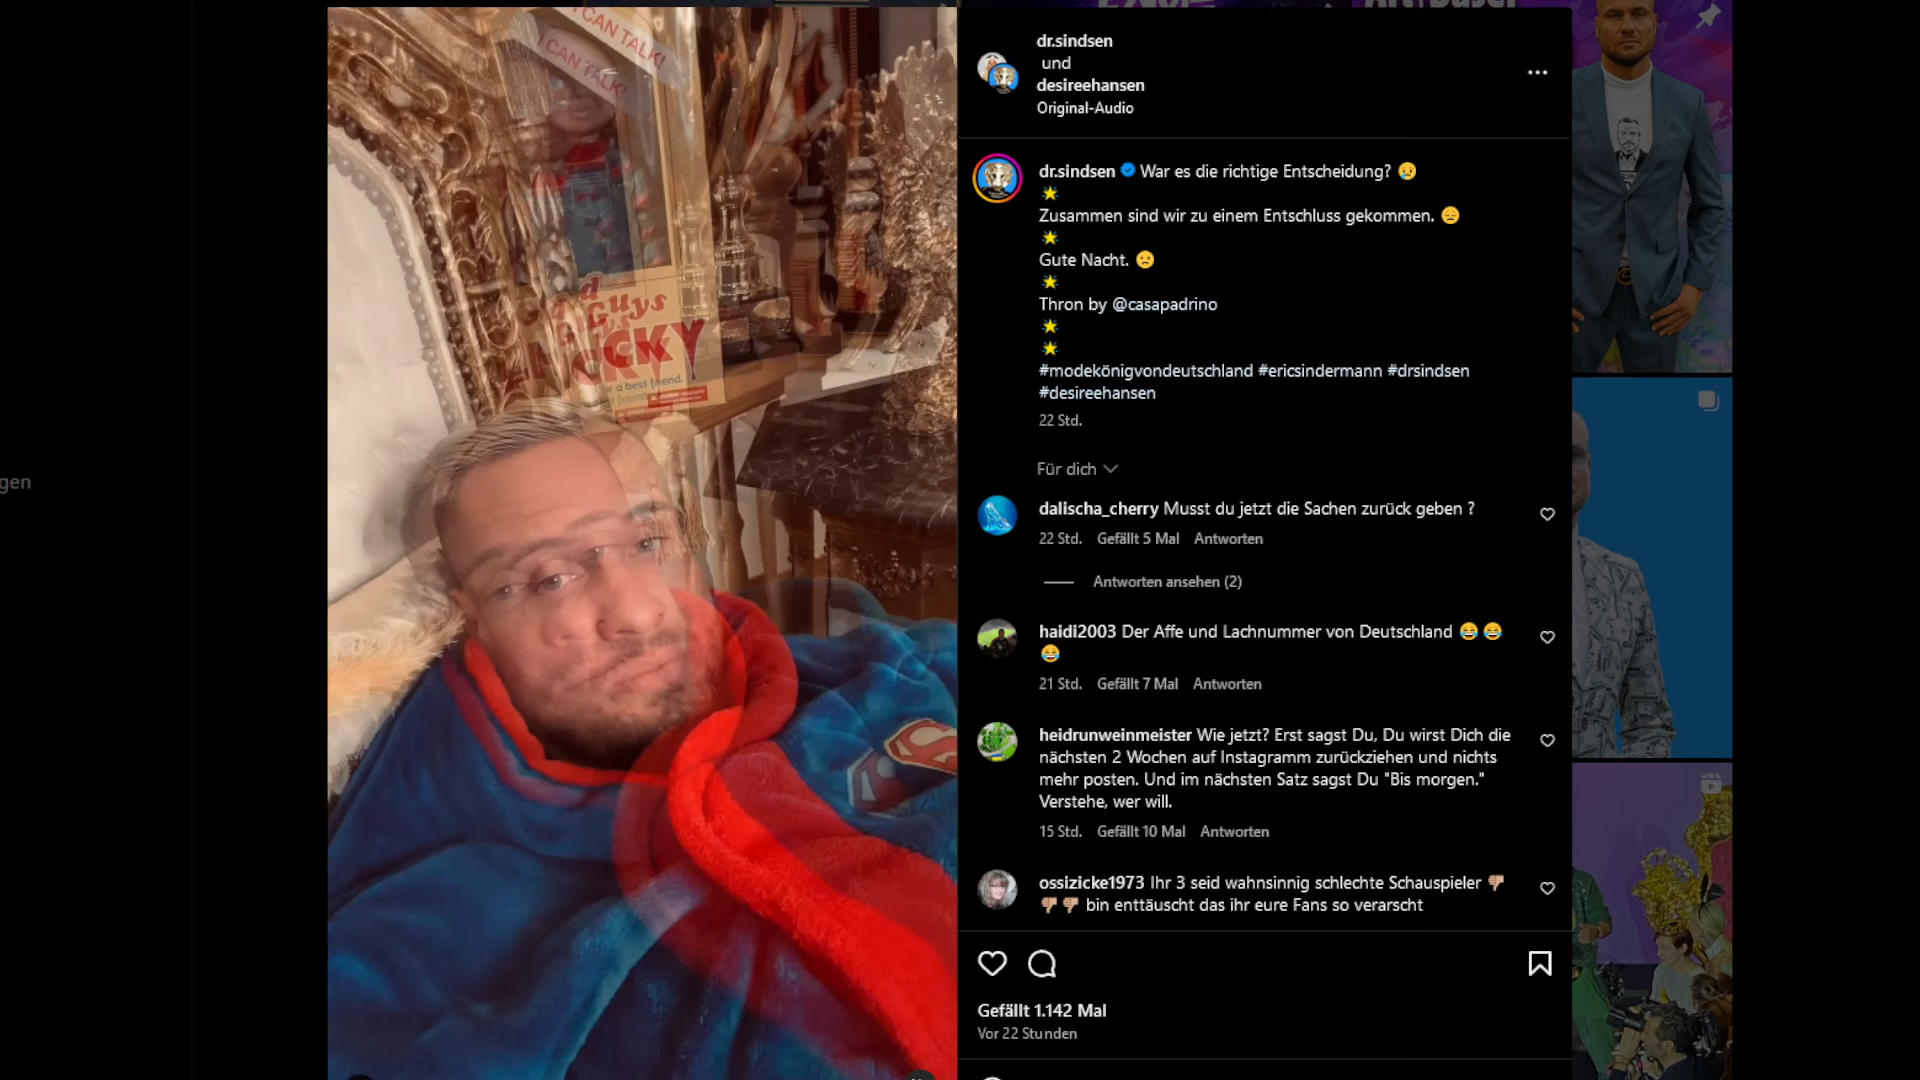 I CAN TALK!
I CAN TALK!
Guys
a best friend.
dr.sindsen
und
desireehansen
Original-Audio
dr.sindsen War es die richtige Entscheidung? 😢
🌟
Zusammen sind wir zu einem Entschluss gekommen. 😔
🌟
Gute Nacht. 🙁
🌟
Thron by @casapadrino
🌟
🌟
#modekönigvondeutschland #ericsindermann #drsindsen
#desireehansen
22 Std.
Für dich
dalischa_cherry Musst du jetzt die Sachen zurück geben ?
22 Std. Gefällt 5 Mal Antworten
Antworten ansehen (2)
haidi2003 Der Affe und Lachnummer von Deutschland 😂😂
😂
21 Std. Gefällt 7 Mal Antworten
heidrunweinmeister Wie jetzt? Erst sagst Du, Du wirst Dich die
nächsten 2 Wochen auf Instagramm zurückziehen und nichts
mehr posten. Und im nächsten Satz sagst Du "Bis morgen."
Verstehe, wer will.
15 Std. Gefällt 10 Mal Antworten
ossizicke1973 Ihr 3 seid wahnsinnig schlechte Schauspieler 👎🏼
👎🏼👎🏼 bin enttäuscht das ihr eure Fans so verarscht
Gefällt 1.142 Mal
Vor 22 Stunden
gen